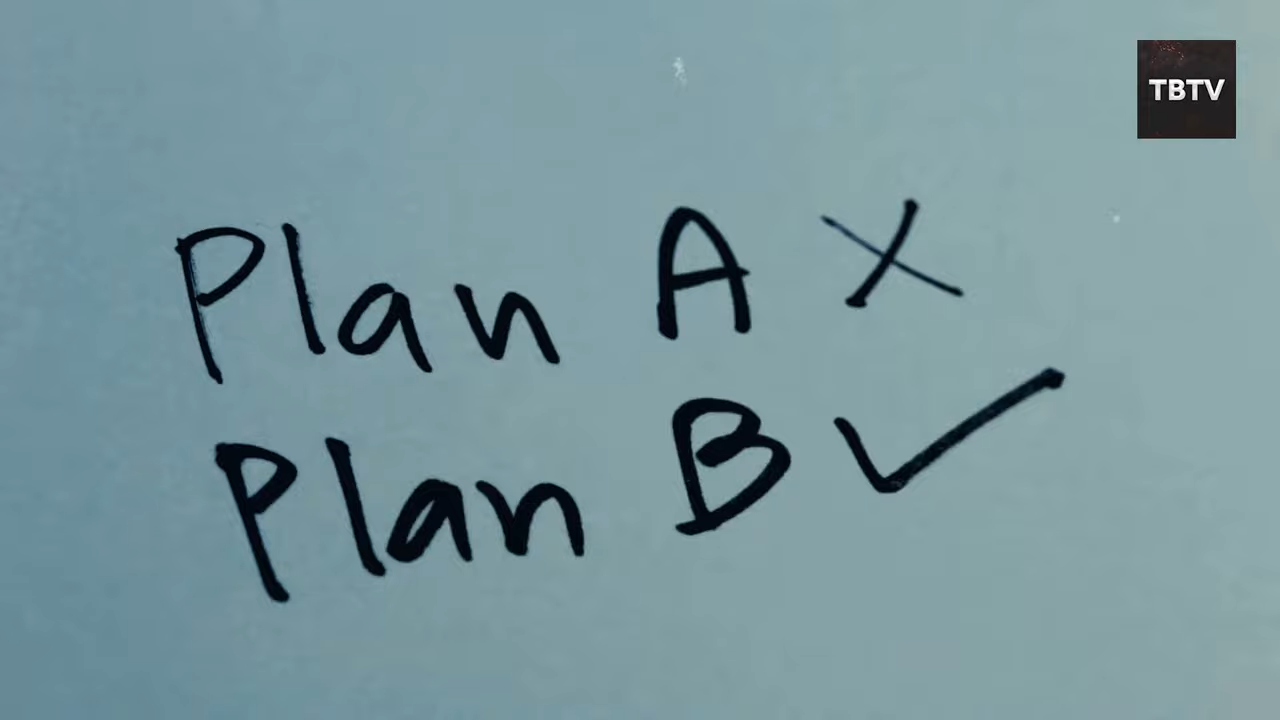 TBTV
Plan A ✗
Plan B ✓